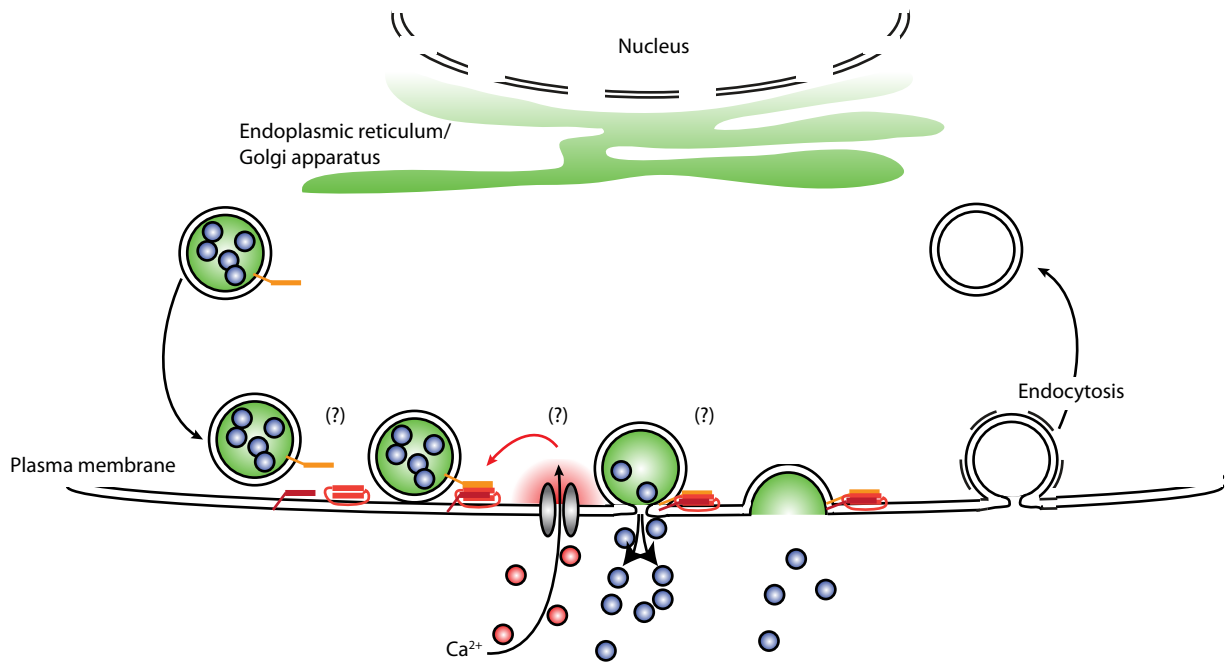 Nucleus
Endoplasmic reticulum/
Golgi apparatus
Endocytosis
(?)
(?)
(?)
Plasma membrane
Ca²⁺